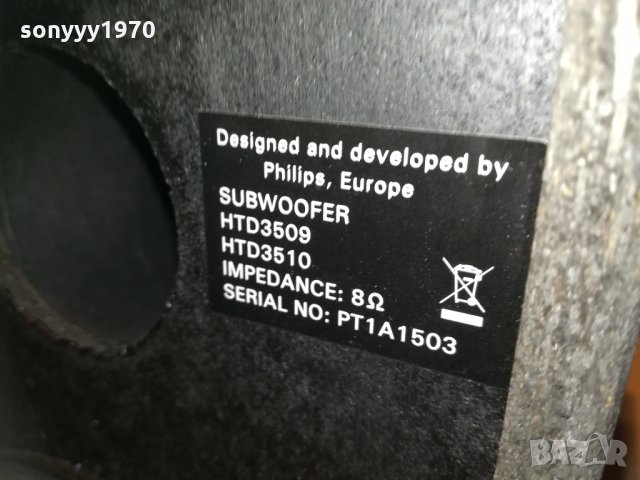 sonyyy1970
Designed and developed by
Philips, Europe
SUBWOOFER
HTD3509
HTD3510
IMPEDANCE: 8Ω
SERIAL NO: PT1A1503
BAZAR